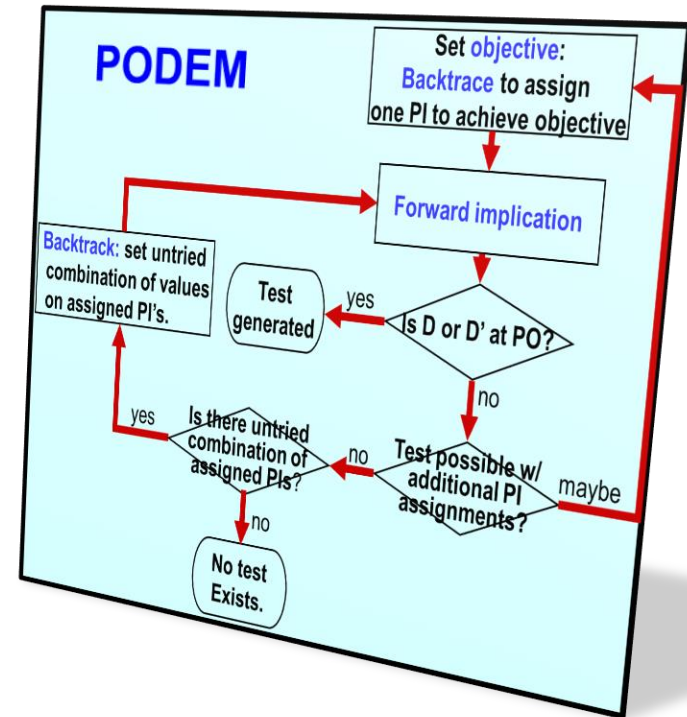 PODEM
Set objective:
Backtrace to assign
one PI to achieve objective
Forward implication
Backtrack: set untried
combination of values
on assigned PI's.
Test
generated
yes
Is D or D' at PO?
no
yes
Is there untried
combination of
assigned PIs?
no
Test possible w/
additional PI
assignments?
maybe
no
No test
Exists.